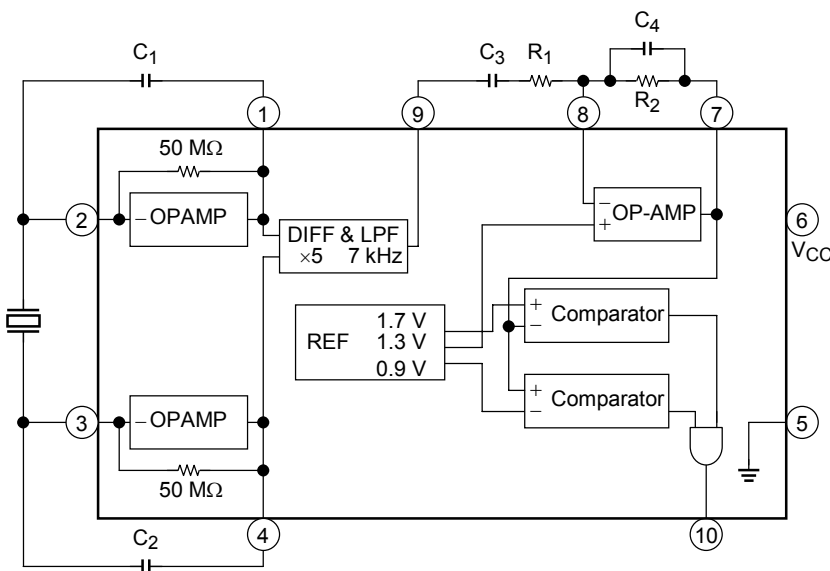 C1
C3
R1
C4
R2
1
9
8
7
50 MΩ
2
−OPAMP
DIFF & LPF
×5 7 kHz
−
+
OP-AMP
6
VCC
REF
1.7 V
1.3 V
0.9 V
+
−
Comparator
+
−
Comparator
3
−OPAMP
50 MΩ
5
4
10
C2